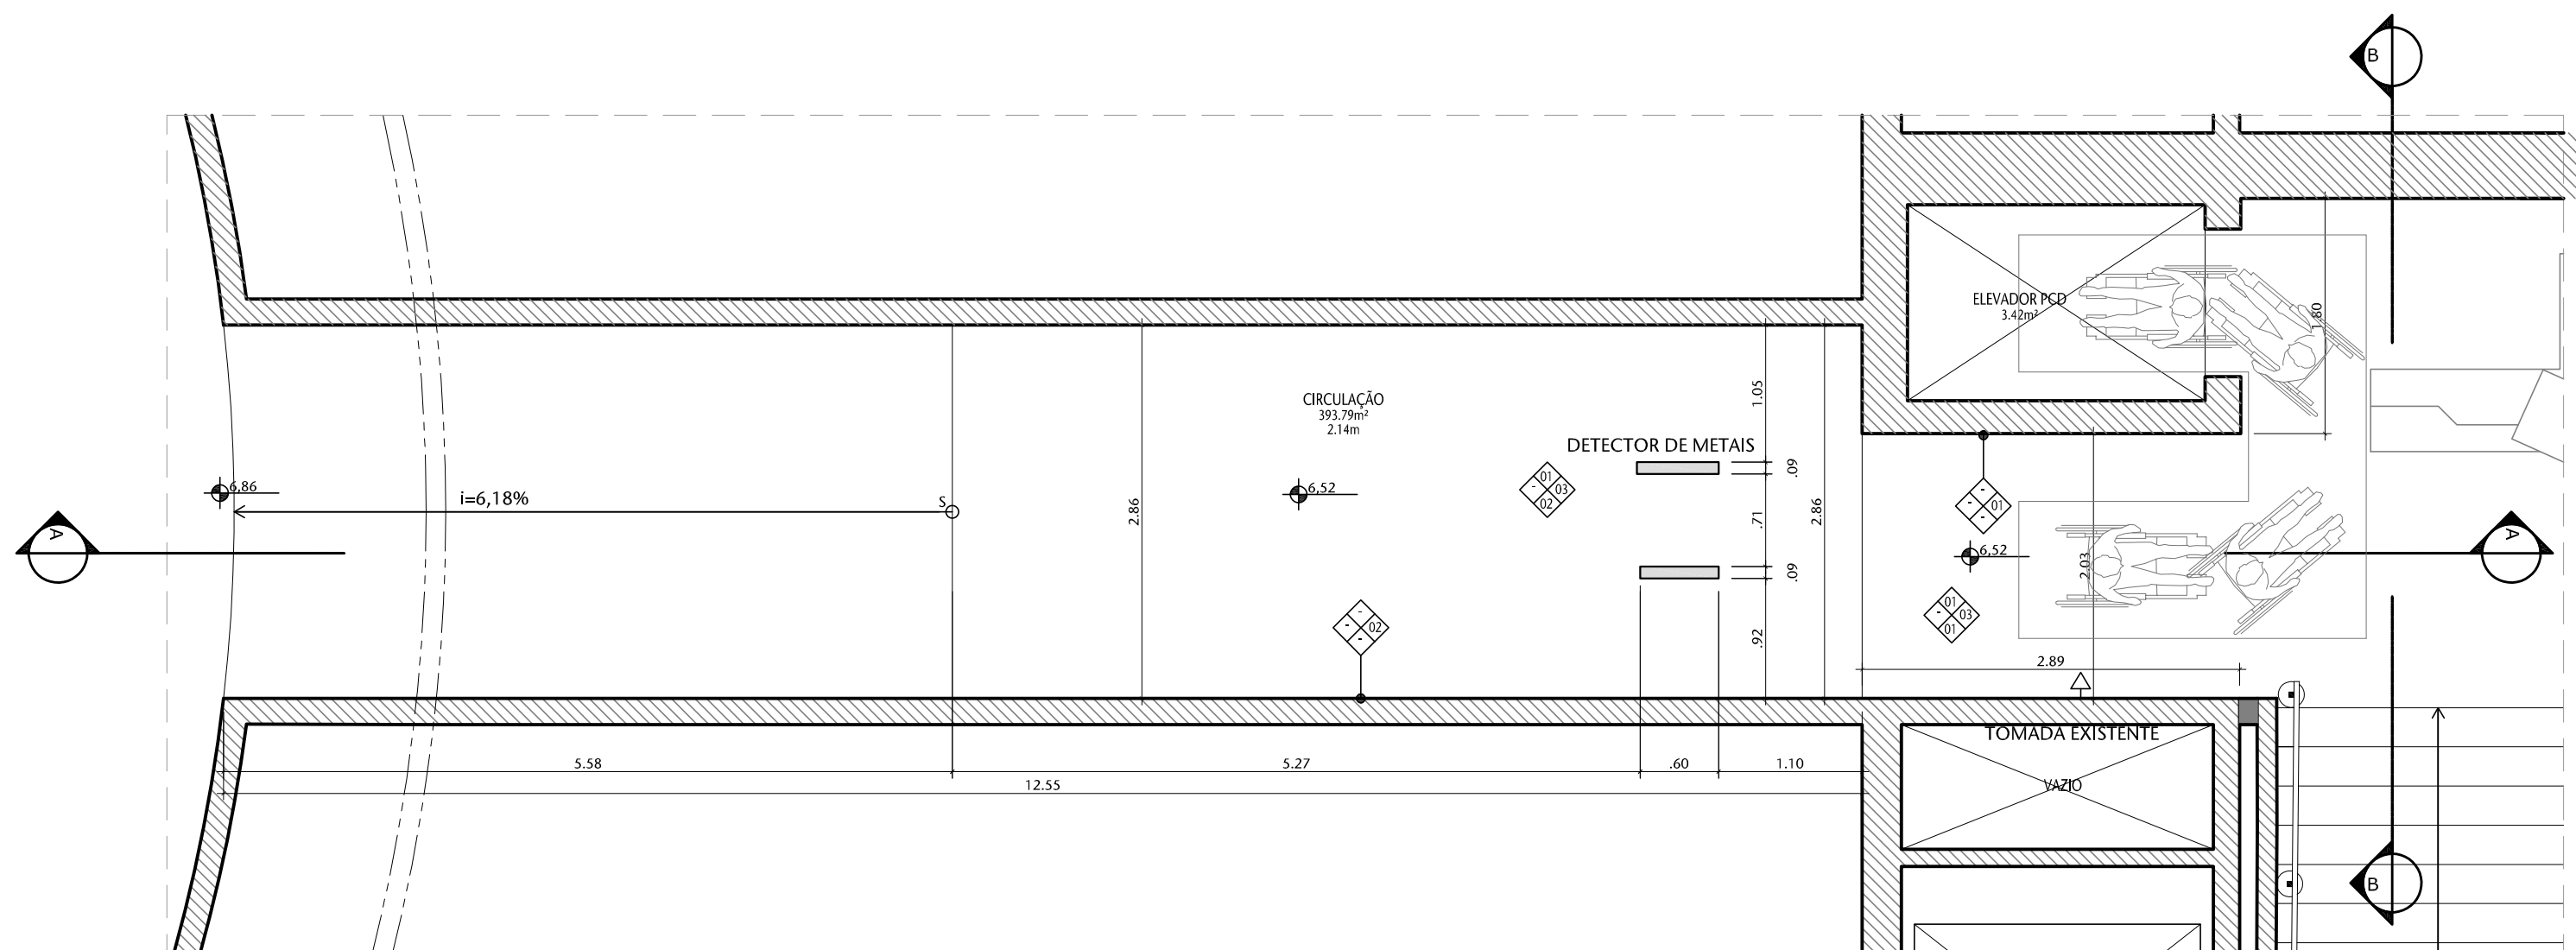 B
ELEVADOR PCD
3.42m²
1.80
CIRCULAÇÃO
393.79m²
2.14m
1.05
DETECTOR DE METAIS
.09
01
- 03
02
6,86
i=6,18%
S
6,52
2.86
.71
2.86
-
- 01
-
A
A
6,52
2.03
.09
01
- 03
01
-
- 02
-
.92
2.89
TOMADA EXISTENTE
VAZIO
5.58
5.27
.60
1.10
12.55
B